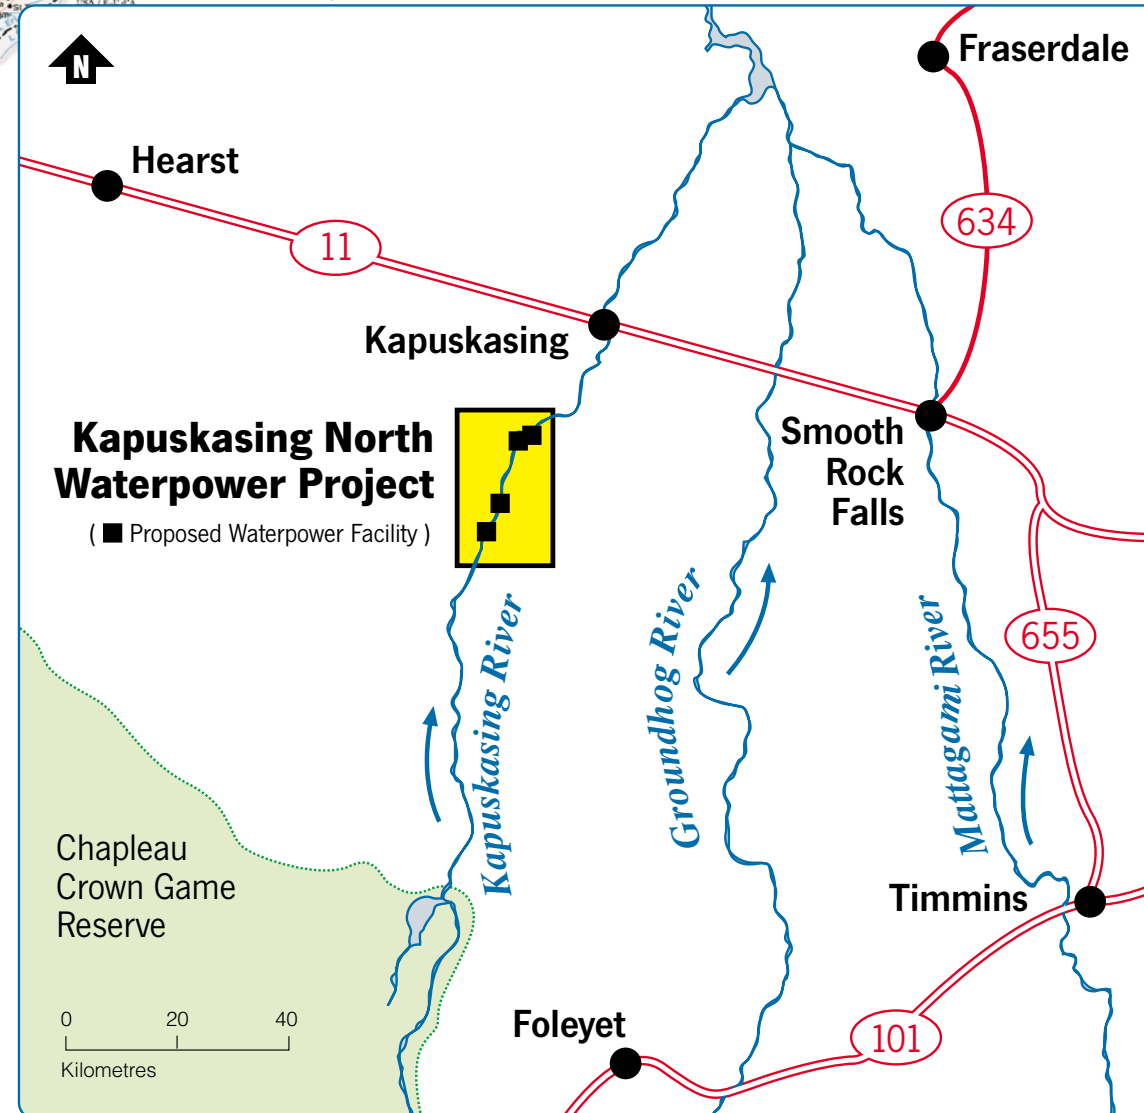 N
Fraserdale
Hearst
634
11
Kapuskasing
Kapuskasing North
Waterpower Project
( ■ Proposed Waterpower Facility )
Smooth
Rock
Falls
655
Kapuskasing River
Groundhog River
Mattagami River
Chapleau
Crown Game
Reserve
Timmins
0 20 40
Kilometres
Foleyet
101